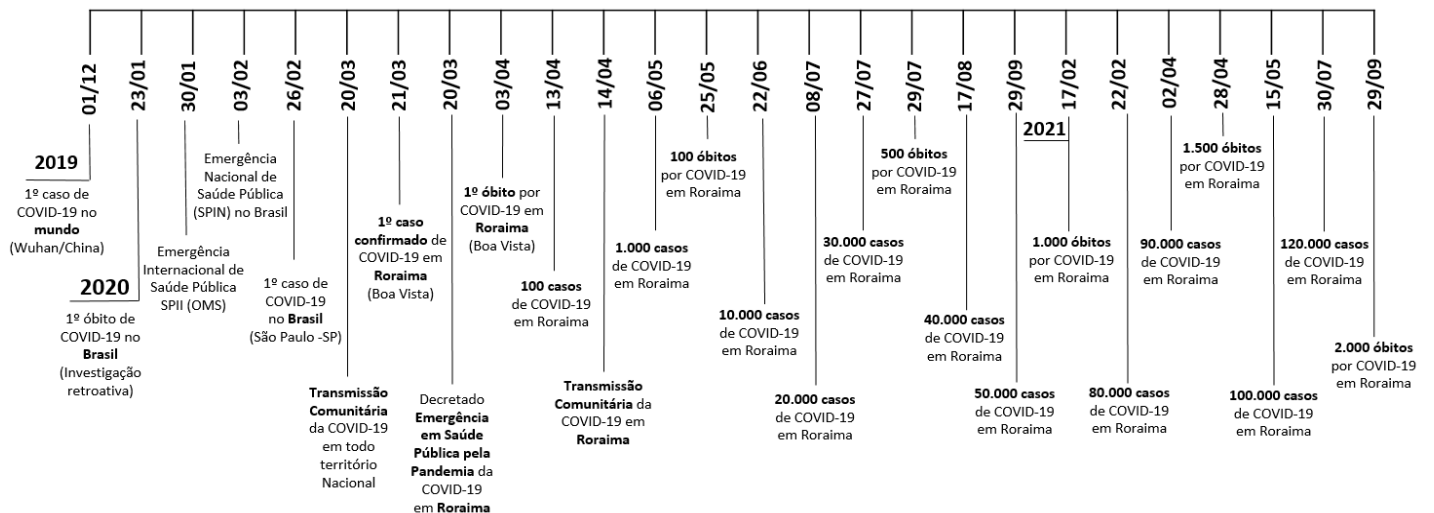 01/12
23/01
30/01
03/02
26/02
20/03
21/03
20/03
03/04
13/04
14/04
06/05
25/05
22/06
08/07
27/07
29/07
17/08
29/09
17/02
22/02
02/04
28/04
15/05
30/07
29/09
2019
1º caso de
COVID-19 no
mundo
(Wuhan/China)
2020
1º óbito de
COVID-19 no
Brasil
(Investigação
retroativa)
Emergência
Internacional de
Saúde Pública
SPII (OMS)
Emergência
Nacional de
Saúde Pública
(SPIN) no Brasil
1º caso de
COVID-19
no Brasil
(São Paulo -SP)
Transmissão
Comunitária
da COVID-19
em todo
território
Nacional
1º caso
confirmado de
COVID-19 em
Roraima
(Boa Vista)
Decretado
Emergência
em Saúde
Pública pela
Pandemia da
COVID-19
em Roraima
1º óbito por
COVID-19 em
Roraima
(Boa Vista)
100 casos
de COVID-19
em Roraima
Transmissão
Comunitária da
COVID-19 em
Roraima
1.000 casos
de COVID-19
em Roraima
100 óbitos
por COVID-19
em Roraima
10.000 casos
de COVID-19
em Roraima
20.000 casos
de COVID-19
em Roraima
30.000 casos
de COVID-19
em Roraima
500 óbitos
por COVID-19
em Roraima
40.000 casos
de COVID-19
em Roraima
50.000 casos
de COVID-19
em Roraima
2021
1.000 óbitos
por COVID-19
em Roraima
80.000 casos
de COVID-19
em Roraima
90.000 casos
de COVID-19
em Roraima
1.500 óbitos
por COVID-19
em Roraima
100.000 casos
de COVID-19
em Roraima
120.000 casos
de COVID-19
em Roraima
2.000 óbitos
por COVID-19
em Roraima